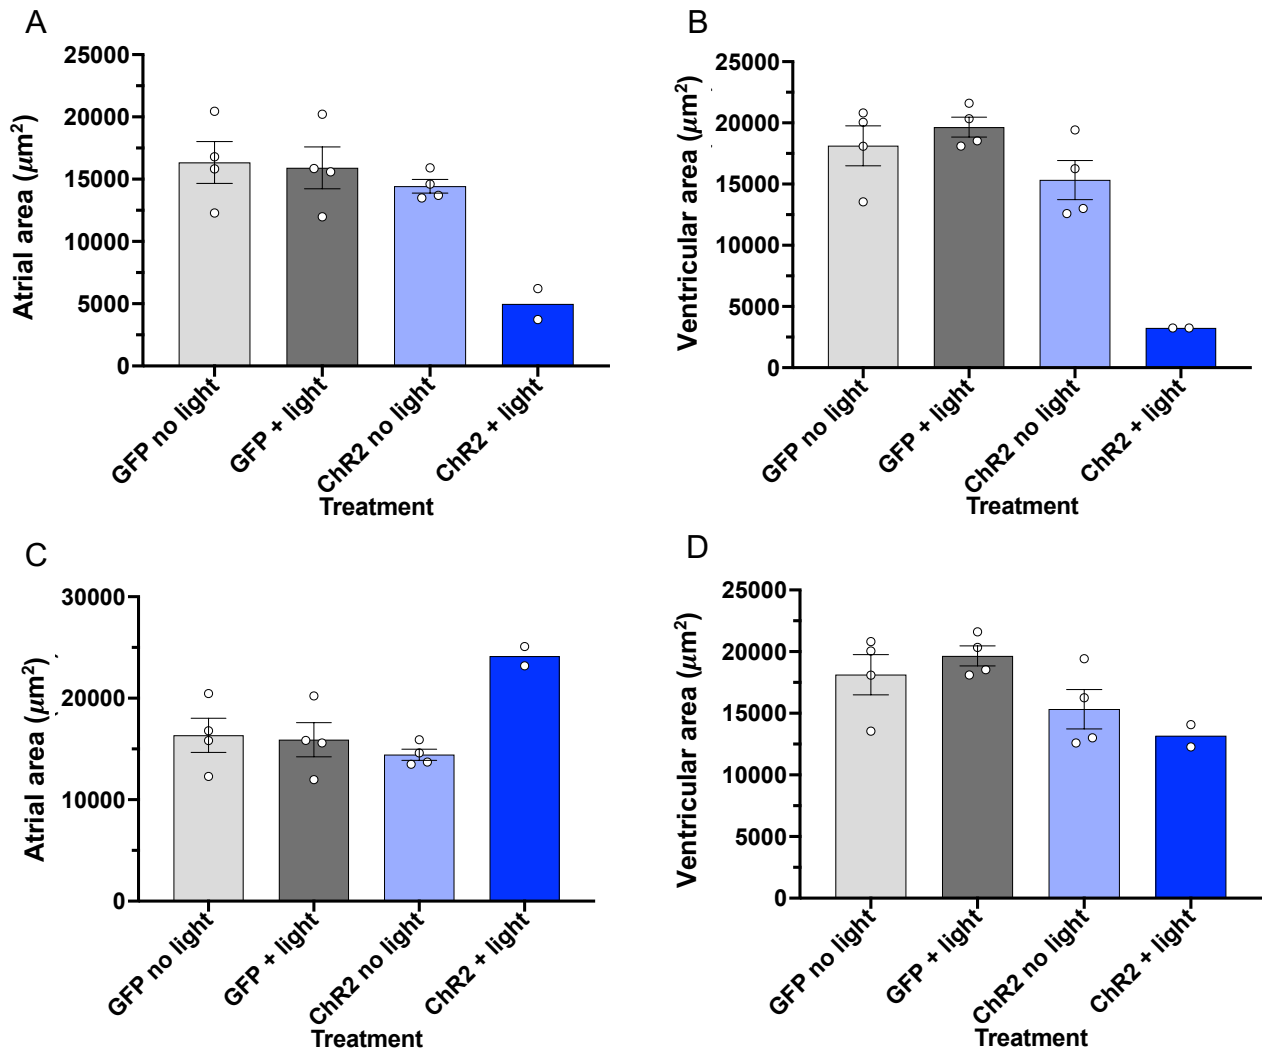 A
Atrial area (μm²)
25000
20000
15000
10000
5000
0
GFP no light
GFP + light
ChR2 no light
ChR2 + light
Treatment
B
Ventricular area (μm²)
25000
20000
15000
10000
5000
0
GFP no light
GFP + light
ChR2 no light
ChR2 + light
Treatment
C
Atrial area (μm²)
30000
20000
10000
0
GFP no light
GFP + light
ChR2 no light
ChR2 + light
Treatment
D
Ventricular area (μm²)
25000
20000
15000
10000
5000
0
GFP no light
GFP + light
ChR2 no light
ChR2 + light
Treatment